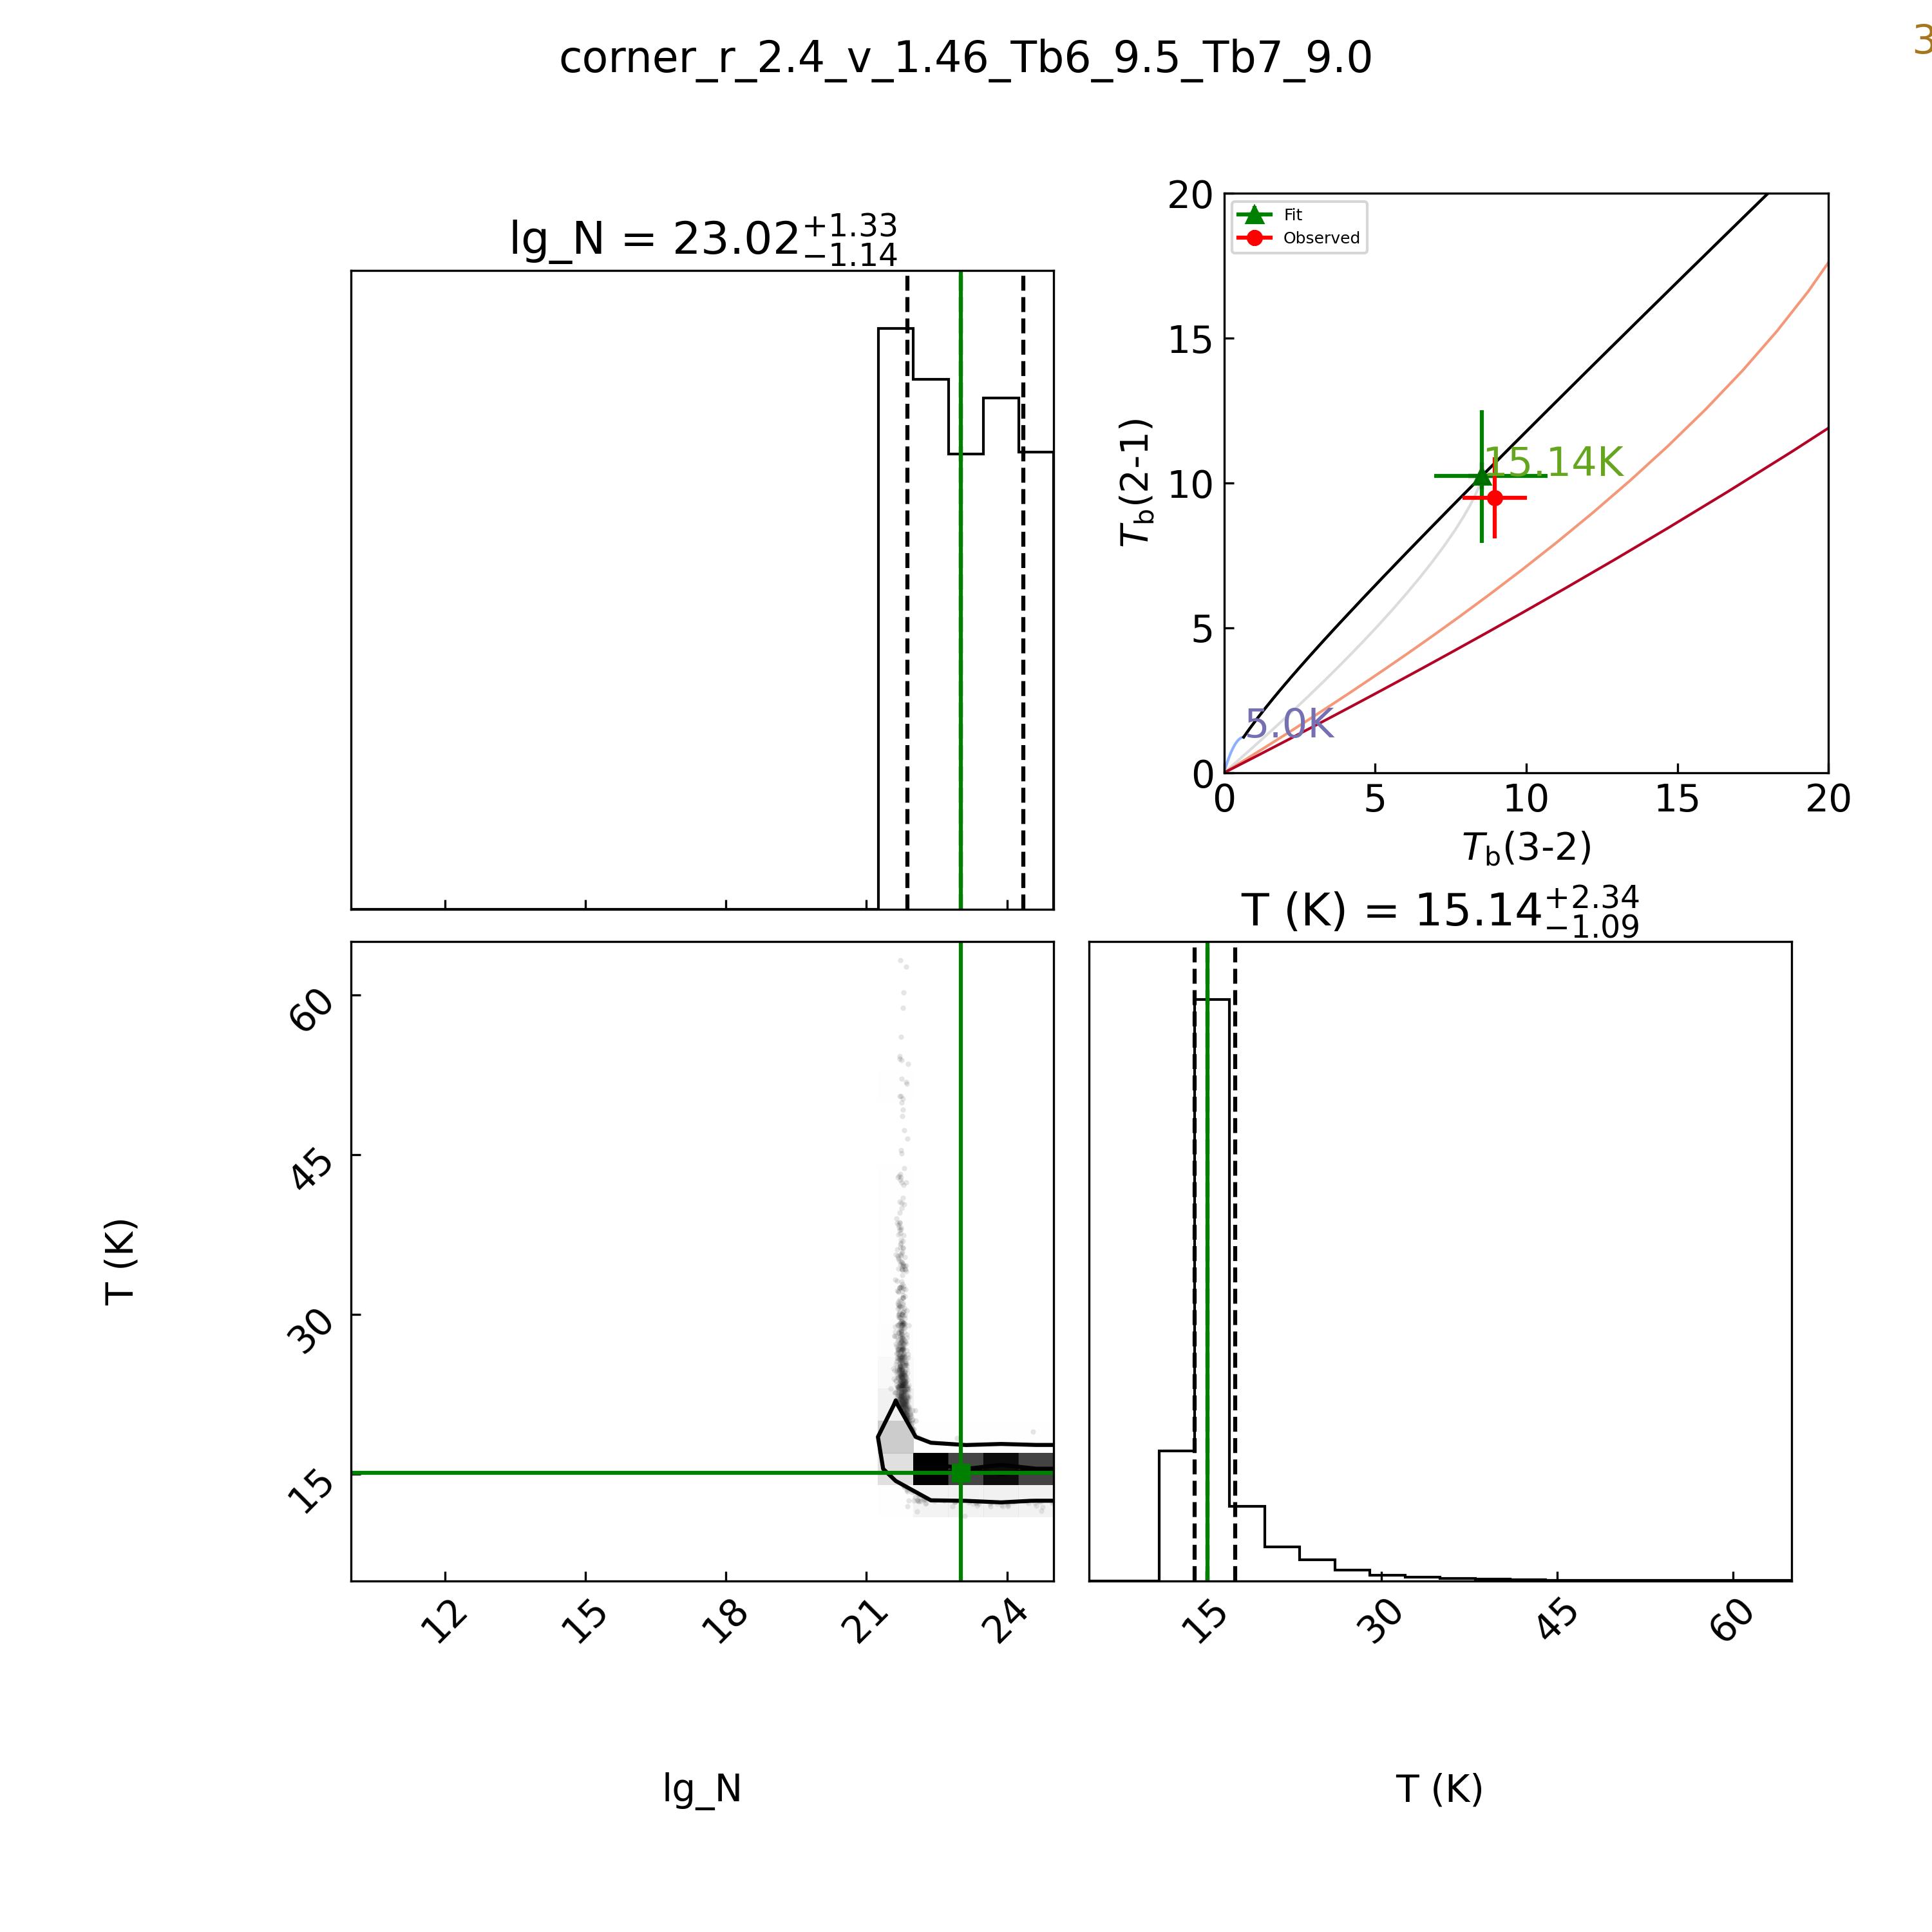 corner_r_2.4_v_1.46_Tb6_9.5_Tb7_9.0
3
lg_N = 23.02+1.33−1.14
20
15
10
5
0
Tb(2-1)
Fit
Observed
15.14K
5.0K
0 5 10 15 20
Tb(3-2)
T (K) = 15.14+2.34−1.09
60
45
30
15
T (K)
12 15 18 21 24
lg_N
15 30 45 60
T (K)